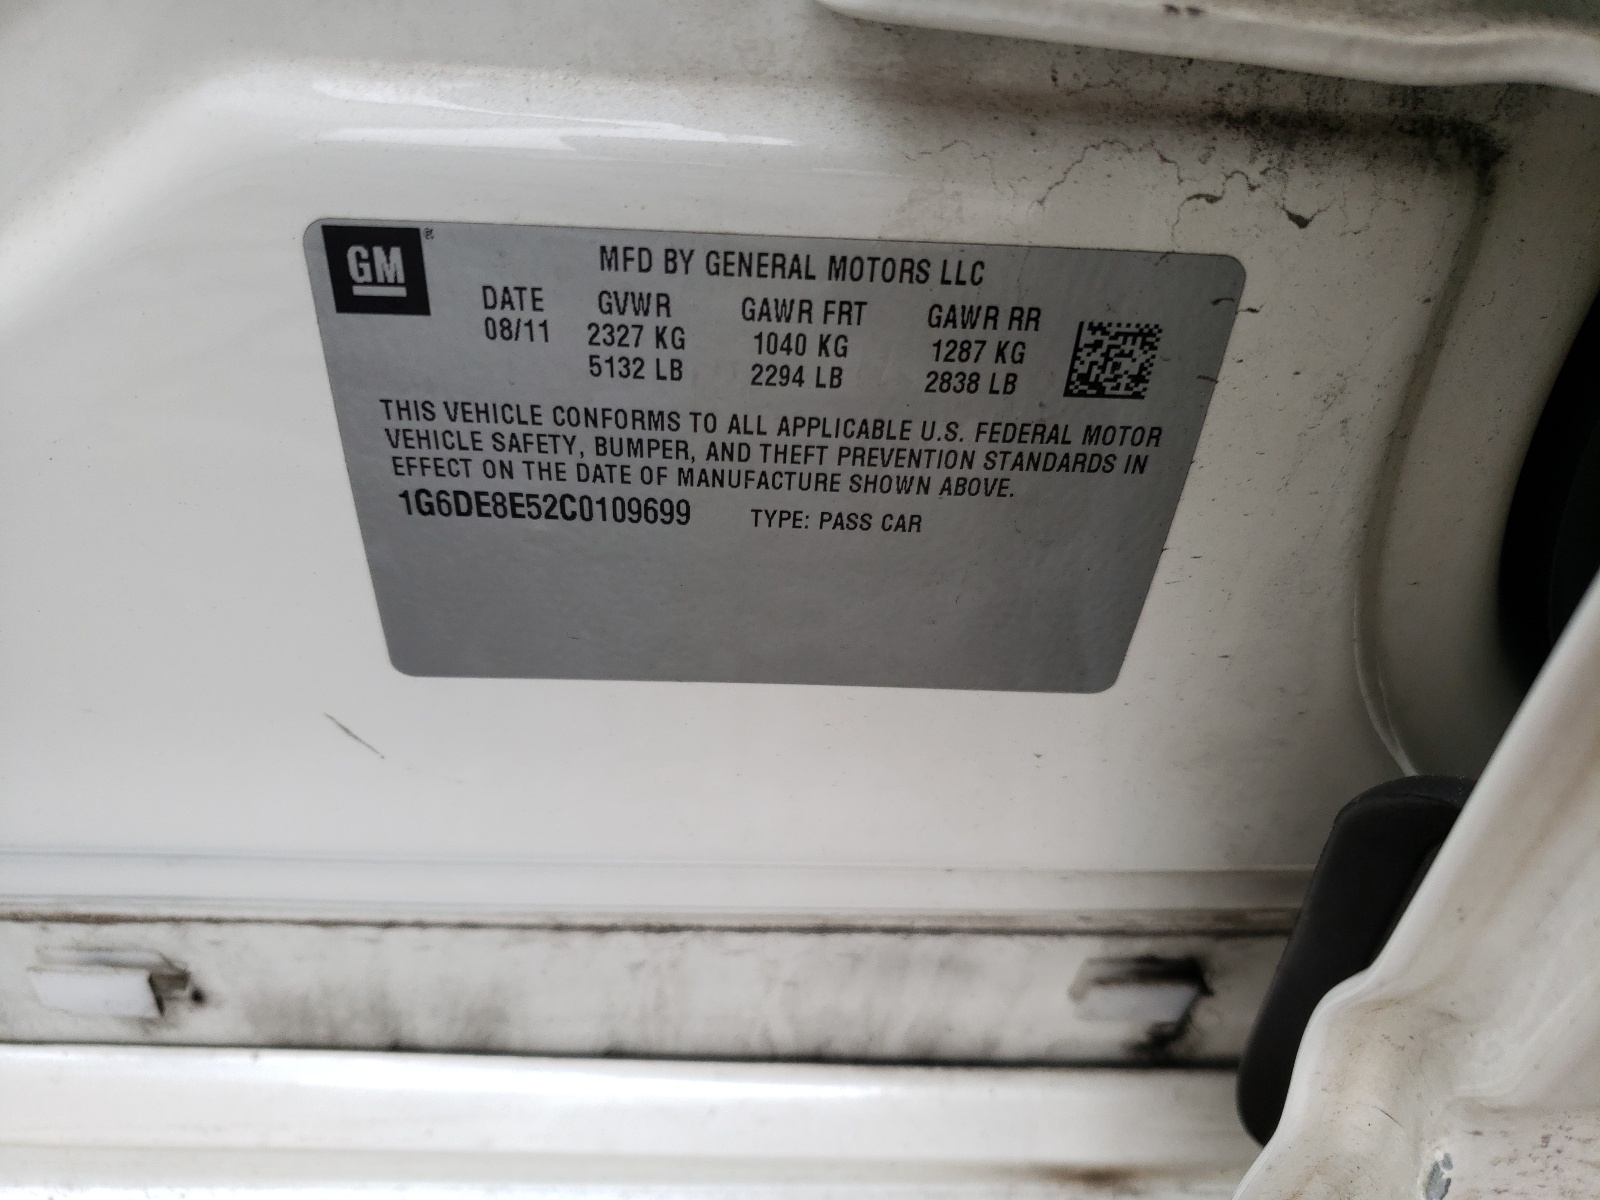 GM ®
MFD BY GENERAL MOTORS LLC
DATE GVWR GAWR FRT GAWR RR
08/11 2327 KG 1040 KG 1287 KG
5132 LB 2294 LB 2838 LB
THIS VEHICLE CONFORMS TO ALL APPLICABLE U.S. FEDERAL MOTOR
VEHICLE SAFETY, BUMPER, AND THEFT PREVENTION STANDARDS IN
EFFECT ON THE DATE OF MANUFACTURE SHOWN ABOVE.
1G6DE8E52C0109699 TYPE: PASS CAR